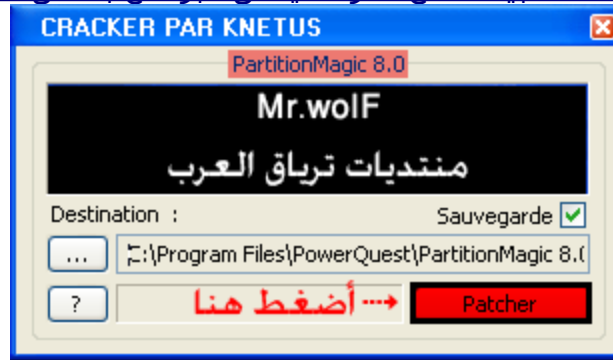 CRACKER PAR KNETUS
PartitionMagic 8.0
Mr.wolF
منتديات ترياق العرب
Destination :
Sauvegarde
... C:\Program Files\PowerQuest\PartitionMagic 8.(
? أضغط هنا Patcher